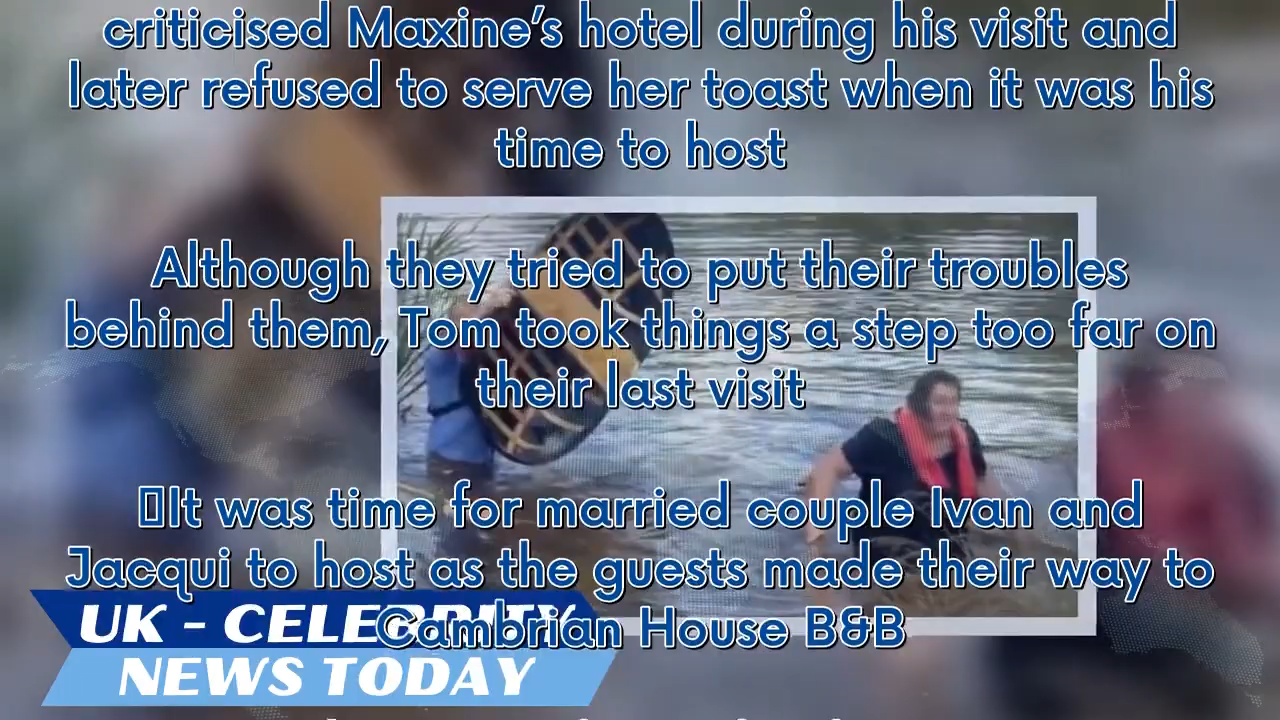 criticised Maxine's hotel during his visit and
later refused to serve her toast when it was his
time to host
Although they tried to put their troubles
behind them, Tom took things a step too far on
their last visit
It was time for married couple Ivan and
Jacqui to host as the guests made their way to
Cambrian House B&B
UK - CELEBRITY
NEWS TODAY